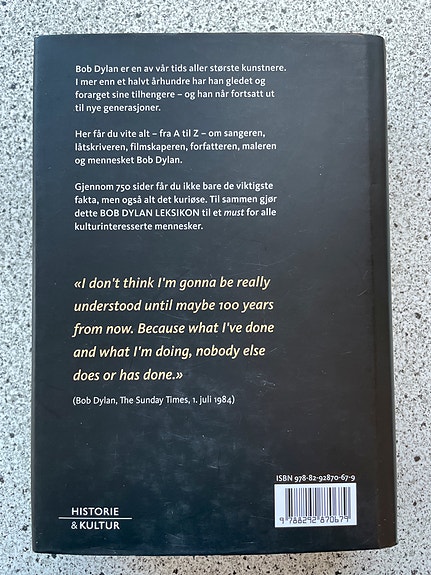 Bob Dylan er en av vår tids aller største kunstnere.
I mer enn et halvt århundre har han gledet og
forarget sine tilhengere – og han når fortsatt ut
til nye generasjoner.
Her får du vite alt – fra A til Z – om sangeren,
låtskriveren, filmskaperen, forfatteren, maleren
og mennesket Bob Dylan.
Gjennom 750 sider får du ikke bare de viktigste
fakta, men også alt det kuriøse. Til sammen gjør
dette BOB DYLAN LEKSIKON til et must for alle
kulturinteresserte mennesker.
«I don't think I'm gonna be really
understood until maybe 100 years
from now. Because what I've done
and what I'm doing, nobody else
does or has done.»
(Bob Dylan, The Sunday Times, 1. juli 1984)
ISBN 978-82-92870-67-9
9 788292 870679
HISTORIE
& KULTUR